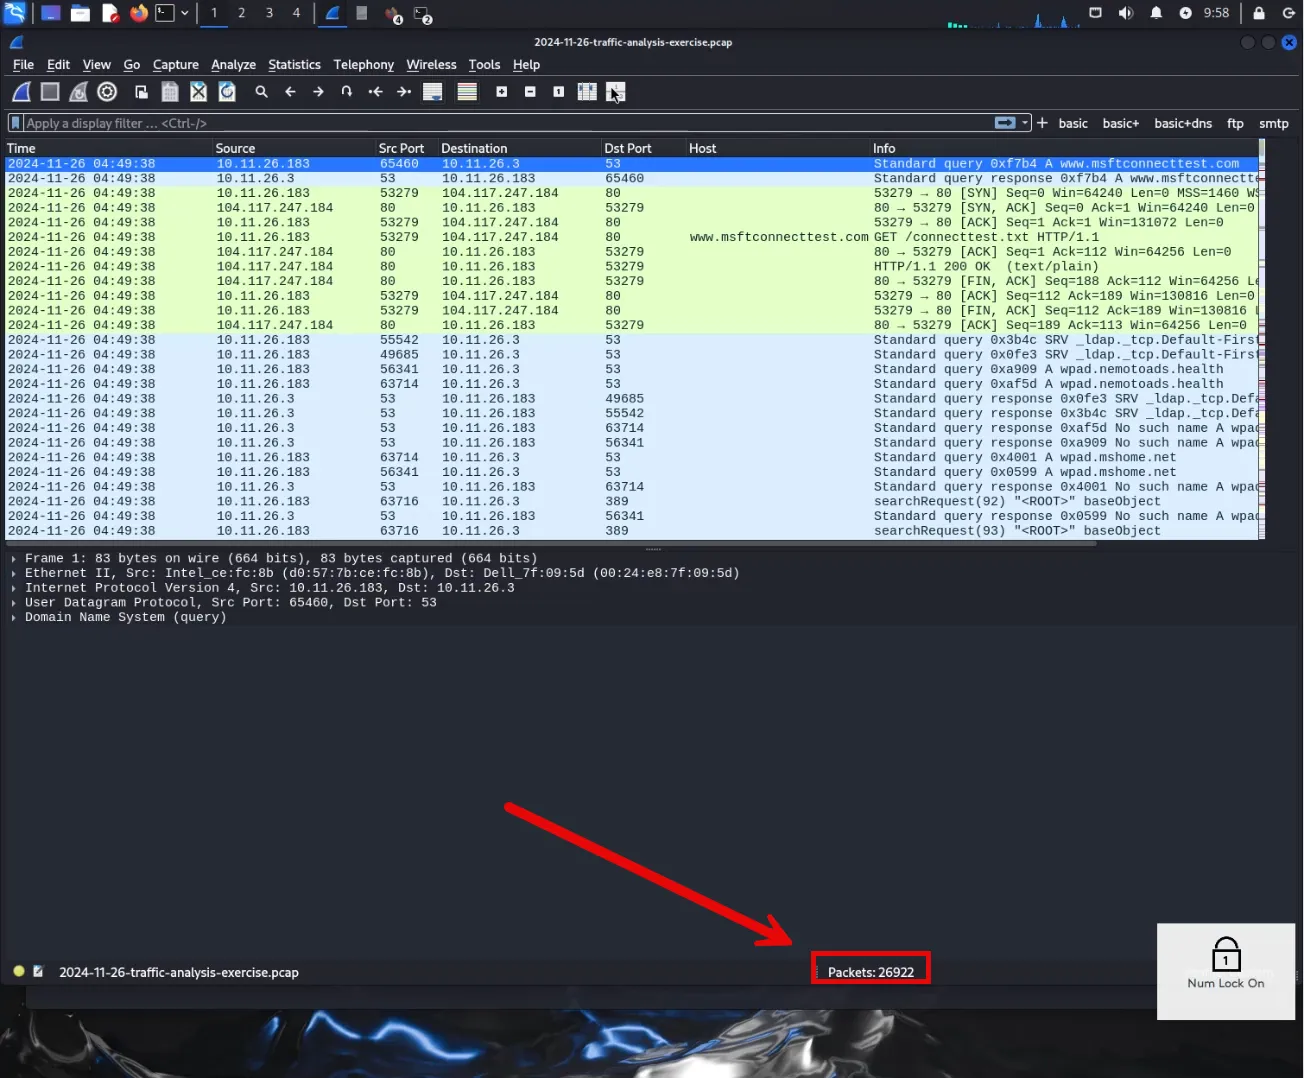 1 2 3 4 4 2 9:58
2024-11-26-traffic-analysis-exercise.pcap
File Edit View Go Capture Analyze Statistics Telephony Wireless Tools Help
Apply a display filter ... <Ctrl-/> + basic basic+ basic+dns ftp smtp
Time Source Src Port Destination Dst Port Host Info
2024-11-26 04:49:38 10.11.26.183 65460 10.11.26.3 53 Standard query 0xf7b4 A www.msftconnecttest.com
2024-11-26 04:49:38 10.11.26.3 53 10.11.26.183 65460 Standard query response 0xf7b4 A www.msftconnectte
2024-11-26 04:49:38 10.11.26.183 53279 104.117.247.184 80 53279 → 80 [SYN] Seq=0 Win=64240 Len=0 MSS=1460 WS
2024-11-26 04:49:38 104.117.247.184 80 10.11.26.183 53279 80 → 53279 [SYN, ACK] Seq=0 Ack=1 Win=64240 Len=0
2024-11-26 04:49:38 10.11.26.183 53279 104.117.247.184 80 53279 → 80 [ACK] Seq=1 Ack=1 Win=131072 Len=0
2024-11-26 04:49:38 10.11.26.183 53279 104.117.247.184 80 www.msftconnecttest.com GET /connecttest.txt HTTP/1.1
2024-11-26 04:49:38 104.117.247.184 80 10.11.26.183 53279 80 → 53279 [ACK] Seq=1 Ack=112 Win=64256 Len=0
2024-11-26 04:49:38 104.117.247.184 80 10.11.26.183 53279 HTTP/1.1 200 OK (text/plain)
2024-11-26 04:49:38 104.117.247.184 80 10.11.26.183 53279 80 → 53279 [FIN, ACK] Seq=188 Ack=112 Win=64256 Le
2024-11-26 04:49:38 10.11.26.183 53279 104.117.247.184 80 53279 → 80 [ACK] Seq=112 Ack=189 Win=130816 Len=0
2024-11-26 04:49:38 10.11.26.183 53279 104.117.247.184 80 53279 → 80 [FIN, ACK] Seq=112 Ack=189 Win=130816 L
2024-11-26 04:49:38 104.117.247.184 80 10.11.26.183 53279 80 → 53279 [ACK] Seq=189 Ack=113 Win=64256 Len=0
2024-11-26 04:49:38 10.11.26.183 55542 10.11.26.3 53 Standard query 0x3b4c SRV _ldap._tcp.Default-First
2024-11-26 04:49:38 10.11.26.183 49685 10.11.26.3 53 Standard query 0x0fe3 SRV _ldap._tcp.Default-First
2024-11-26 04:49:38 10.11.26.183 56341 10.11.26.3 53 Standard query 0xa909 A wpad.nemotoads.health
2024-11-26 04:49:38 10.11.26.183 63714 10.11.26.3 53 Standard query 0xaf5d A wpad.nemotoads.health
2024-11-26 04:49:38 10.11.26.3 53 10.11.26.183 49685 Standard query response 0x0fe3 SRV _ldap._tcp.Defa
2024-11-26 04:49:38 10.11.26.3 53 10.11.26.183 55542 Standard query response 0x3b4c SRV _ldap._tcp.Defa
2024-11-26 04:49:38 10.11.26.3 53 10.11.26.183 63714 Standard query response 0xaf5d No such name A wpad
2024-11-26 04:49:38 10.11.26.3 53 10.11.26.183 56341 Standard query response 0xa909 No such name A wpad
2024-11-26 04:49:38 10.11.26.183 63714 10.11.26.3 53 Standard query 0x4001 A wpad.mshome.net
2024-11-26 04:49:38 10.11.26.183 56341 10.11.26.3 53 Standard query 0x0599 A wpad.mshome.net
2024-11-26 04:49:38 10.11.26.3 53 10.11.26.183 63714 Standard query response 0x4001 No such name A wpad
2024-11-26 04:49:38 10.11.26.183 63716 10.11.26.3 389 searchRequest(92) "<ROOT>" baseObject
2024-11-26 04:49:38 10.11.26.3 53 10.11.26.183 56341 Standard query response 0x0599 No such name A wpad
2024-11-26 04:49:38 10.11.26.183 63716 10.11.26.3 389 searchRequest(93) "<ROOT>" baseObject
Frame 1: 83 bytes on wire (664 bits), 83 bytes captured (664 bits)
Ethernet II, Src: Intel_ce:fc:8b (d0:57:7b:ce:fc:8b), Dst: Dell_7f:09:5d (00:24:e8:7f:09:5d)
Internet Protocol Version 4, Src: 10.11.26.183, Dst: 10.11.26.3
User Datagram Protocol, Src Port: 65460, Dst Port: 53
Domain Name System (query)
2024-11-26-traffic-analysis-exercise.pcap Packets: 26922
1
Num Lock On